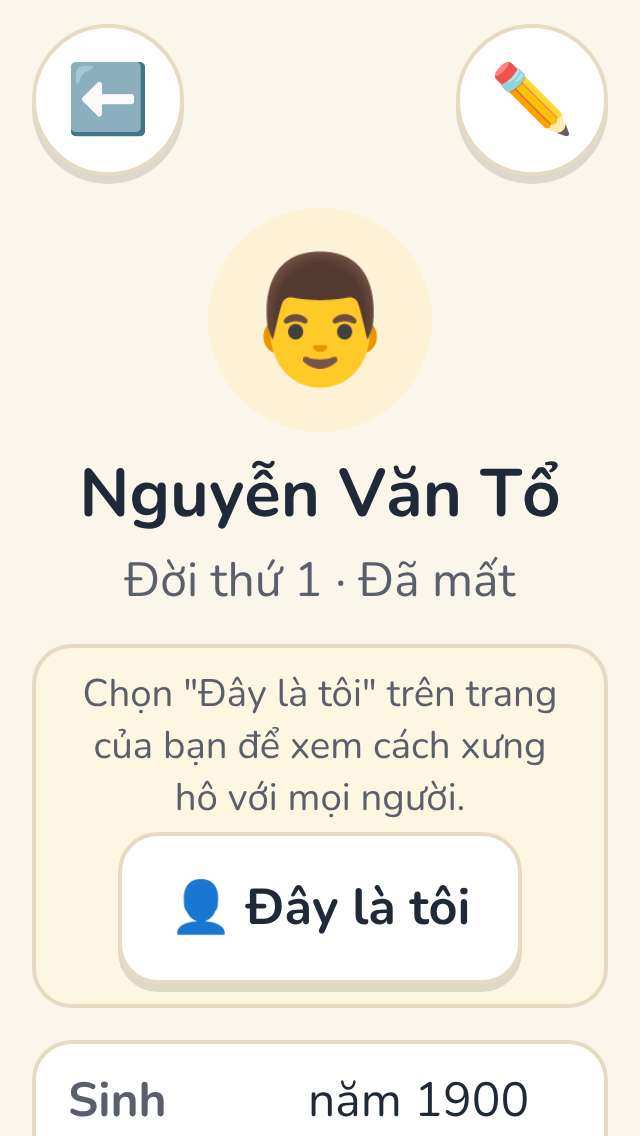 Nguyễn Văn Tổ
Đời thứ 1 · Đã mất
Chọn "Đây là tôi" trên trang
của bạn để xem cách xưng
hô với mọi người.
Đây là tôi
Sinh năm 1900